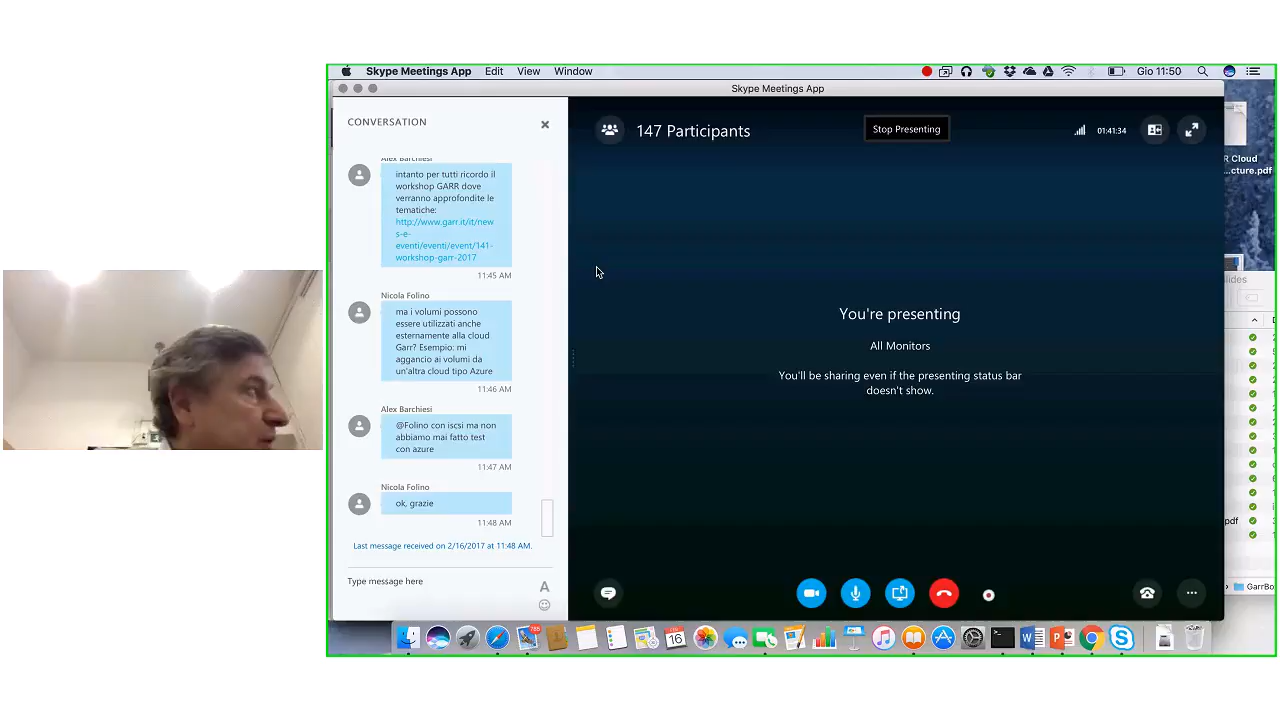 Skype Meetings App Edit View Window Gio 11:50
Skype Meetings App
CONVERSATION
147 Participants
Stop Presenting
01:41:34
Alex Barchiesi
intanto per tutti ricordo il
workshop GARR dove
verranno approfondite le
tematiche:
http://www.garr.it/it/new
s-e-
eventi/eventi/event/141-
workshop-garr-2017
11:45 AM
Nicola Folino
ma i volumi possono
essere utilizzati anche
esternamente alla cloud
Garr? Esempio: mi
aggancio ai volumi da
un'altra cloud tipo Azure
11:46 AM
Alex Barchiesi
@Folino con iscsi ma non
abbiamo mai fatto test
con azure
11:47 AM
Nicola Folino
ok, grazie
11:48 AM
Last message received on 2/16/2017 at 11:48 AM.
Type message here
A
You're presenting
All Monitors
You'll be sharing even if the presenting status bar
doesn't show.
R Cloud
...cture.pdf
lides
pdf
GarrBo
16